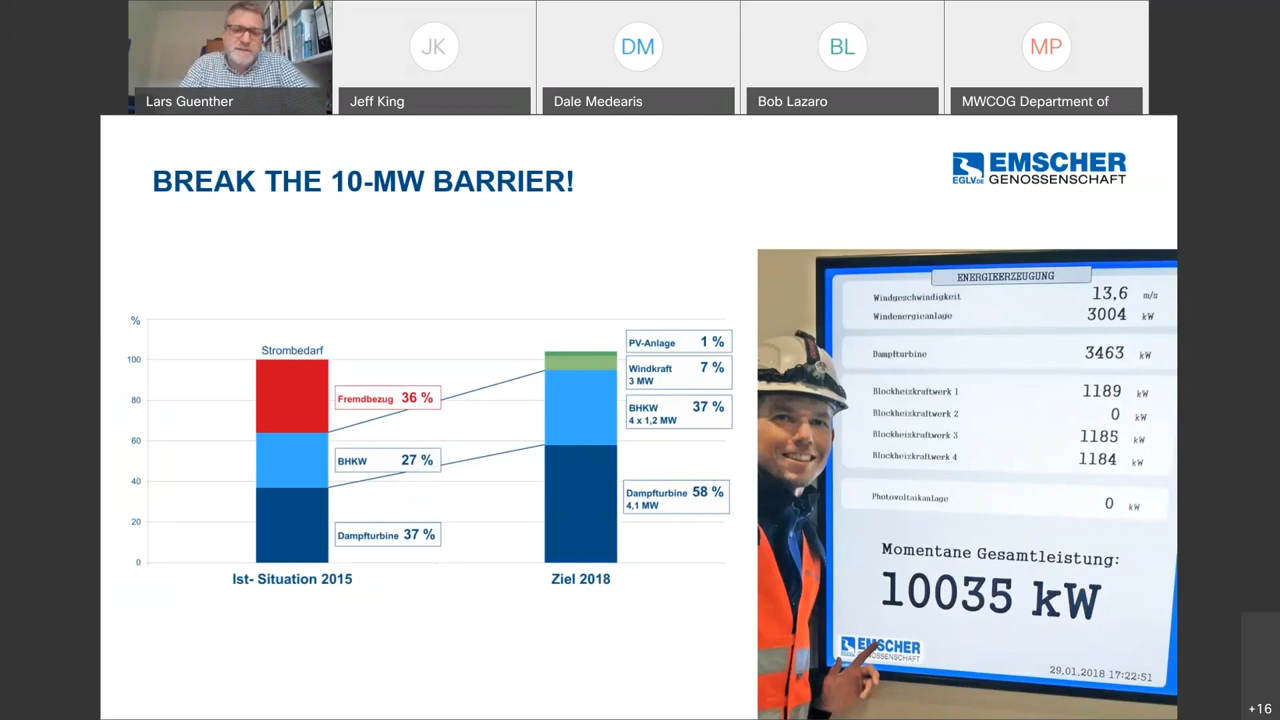 JK
DM
BL
MP
Lars Guenther
Jeff King
Dale Medearis
Bob Lazaro
MWCOG Department of
BREAK THE 10-MW BARRIER!
EMSCHER
GENOSSENSCHAFT
EGLV.DE
%
100
80
60
40
20
0
Strombedarf
Fremdbezug 36 %
BHKW 27 %
Dampfturbine 37 %
PV-Anlage 1 %
Windkraft 7 %
3 MW
BHKW 37 %
4 x 1,2 MW
Dampfturbine 58 %
4,1 MW
Ist- Situation 2015
Ziel 2018
ENERGIEERZEUGUNG
Windgeschwindigkeit 13,6 m/s
Windenergieanlage 3004 kW
Dampfturbine 3463 kW
Blockheizkraftwerk 1 1189 kW
Blockheizkraftwerk 2 0 kW
Blockheizkraftwerk 3 1185 kW
Blockheizkraftwerk 4 1184 kW
Photovoltaikanlage 0 kW
Momentane Gesamtleistung:
10035 kW
EMSCHER
GENOSSENSCHAFT
29.01.2018 17:22:51
+16